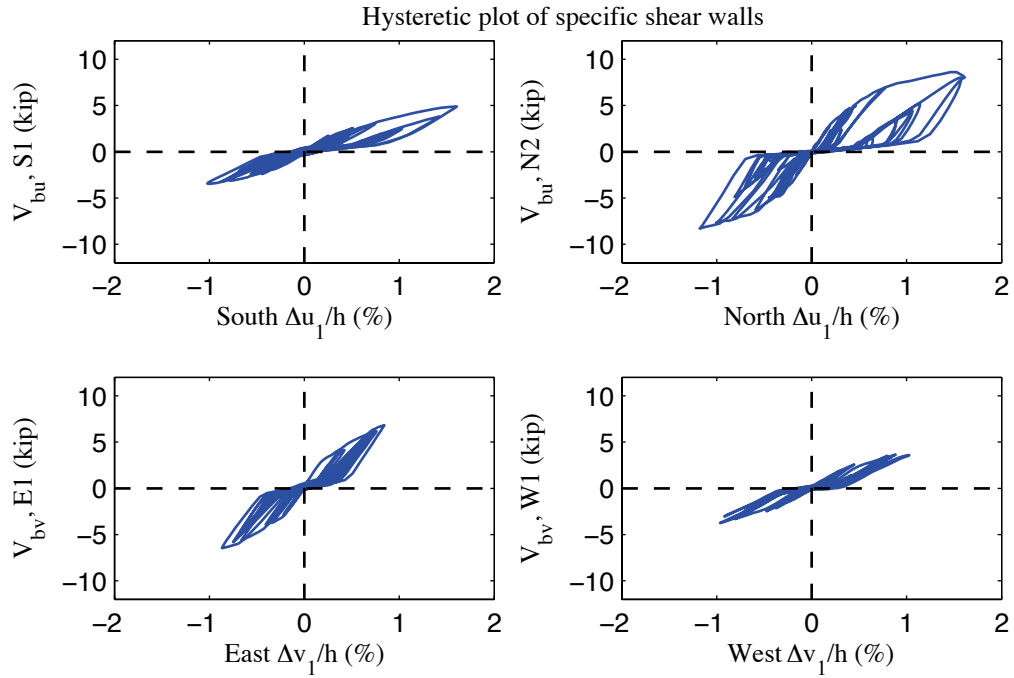 Hysteretic plot of specific shear walls
V_bu, S1 (kip)
10
5
0
−5
−10
−2 −1 0 1 2
South Δu_1/h (%)
V_bu, N2 (kip)
10
5
0
−5
−10
−2 −1 0 1 2
North Δu_1/h (%)
V_bv, E1 (kip)
10
5
0
−5
−10
−2 −1 0 1 2
East Δv_1/h (%)
V_bv, W1 (kip)
10
5
0
−5
−10
−2 −1 0 1 2
West Δv_1/h (%)